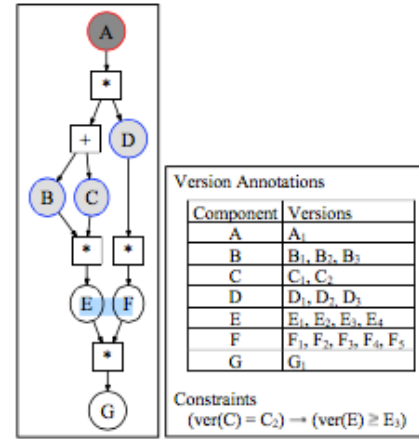 A
*
+
D
B
C
*
*
E
F
*
G
Version Annotations
Component Versions
A A₁
B B₁, B₂, B₃
C C₁, C₂
D D₁, D₂, D₃
E E₁, E₂, E₃, E₄
F F₁, F₂, F₃, F₄, F₅
G G₁
Constraints
(ver(C) = C₂) → (ver(E) ≥ E₃)